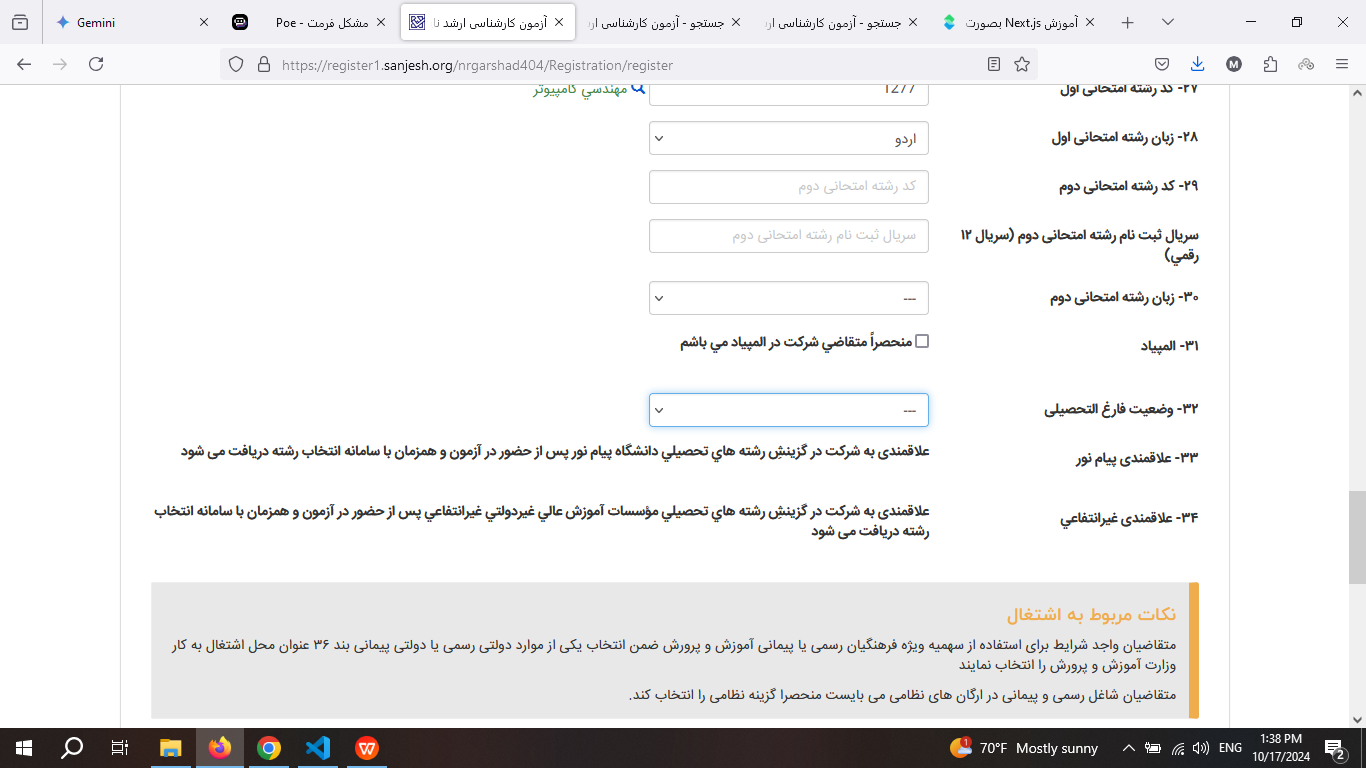 Gemini
Poe - مشکل فرمت
آزمون کارشناسی ارشد نا
جستجو - آزمون کارشناسی ار
جستجو - آزمون کارشناسی ار
آموزش Next.js بصورت
https://register1.sanjesh.org/nrgarshad404/Registration/register
M
۲۷- کد رشته امتحانی اول
1277
مهندسي کامپیوتر
۲۸- زبان رشته امتحانی اول
اردو
۲۹- کد رشته امتحانی دوم
کد رشته امتحانی دوم
سریال ثبت نام رشته امتحانی دوم (سریال ۱۲
رقمي)
سریال ثبت نام رشته امتحانی دوم
۳۰- زبان رشته امتحانی دوم
---
۳۱- المپیاد
منحصراً متقاضي شرکت در المپیاد مي باشم
۳۲- وضعیت فارغ التحصیلی
---
۳۳- علاقمندی پیام نور
علاقمندی به شرکت در گزینشِ رشته هاي تحصيلي دانشگاه پیام نور پس از حضور در آزمون و همزمان با سامانه انتخاب رشته دریافت می شود
۳۴- علاقمندی غیرانتفاعي
علاقمندی به شرکت در گزینشِ رشته هاي تحصيلي مؤسسات آموزش عالي غیردولتي غیرانتفاعي پس از حضور در آزمون و همزمان با سامانه انتخاب
رشته دریافت می شود
نکات مربوط به اشتغال
متقاضیان واجد شرایط برای استفاده از سهمیه ویژه فرهنگیان رسمی یا پیمانی آموزش و پرورش ضمن انتخاب یکی از موارد دولتی رسمی یا دولتی پیمانی بند ۳۶ عنوان محل اشتغال به کار
وزارت آموزش و پرورش را انتخاب نمایند
متقاضیان شاغل رسمی و پیمانی در ارگان های نظامی می بایست منحصرا گزینه نظامی را انتخاب کند.
W
1
70°F Mostly sunny
ENG
1:38 PM
10/17/2024
2